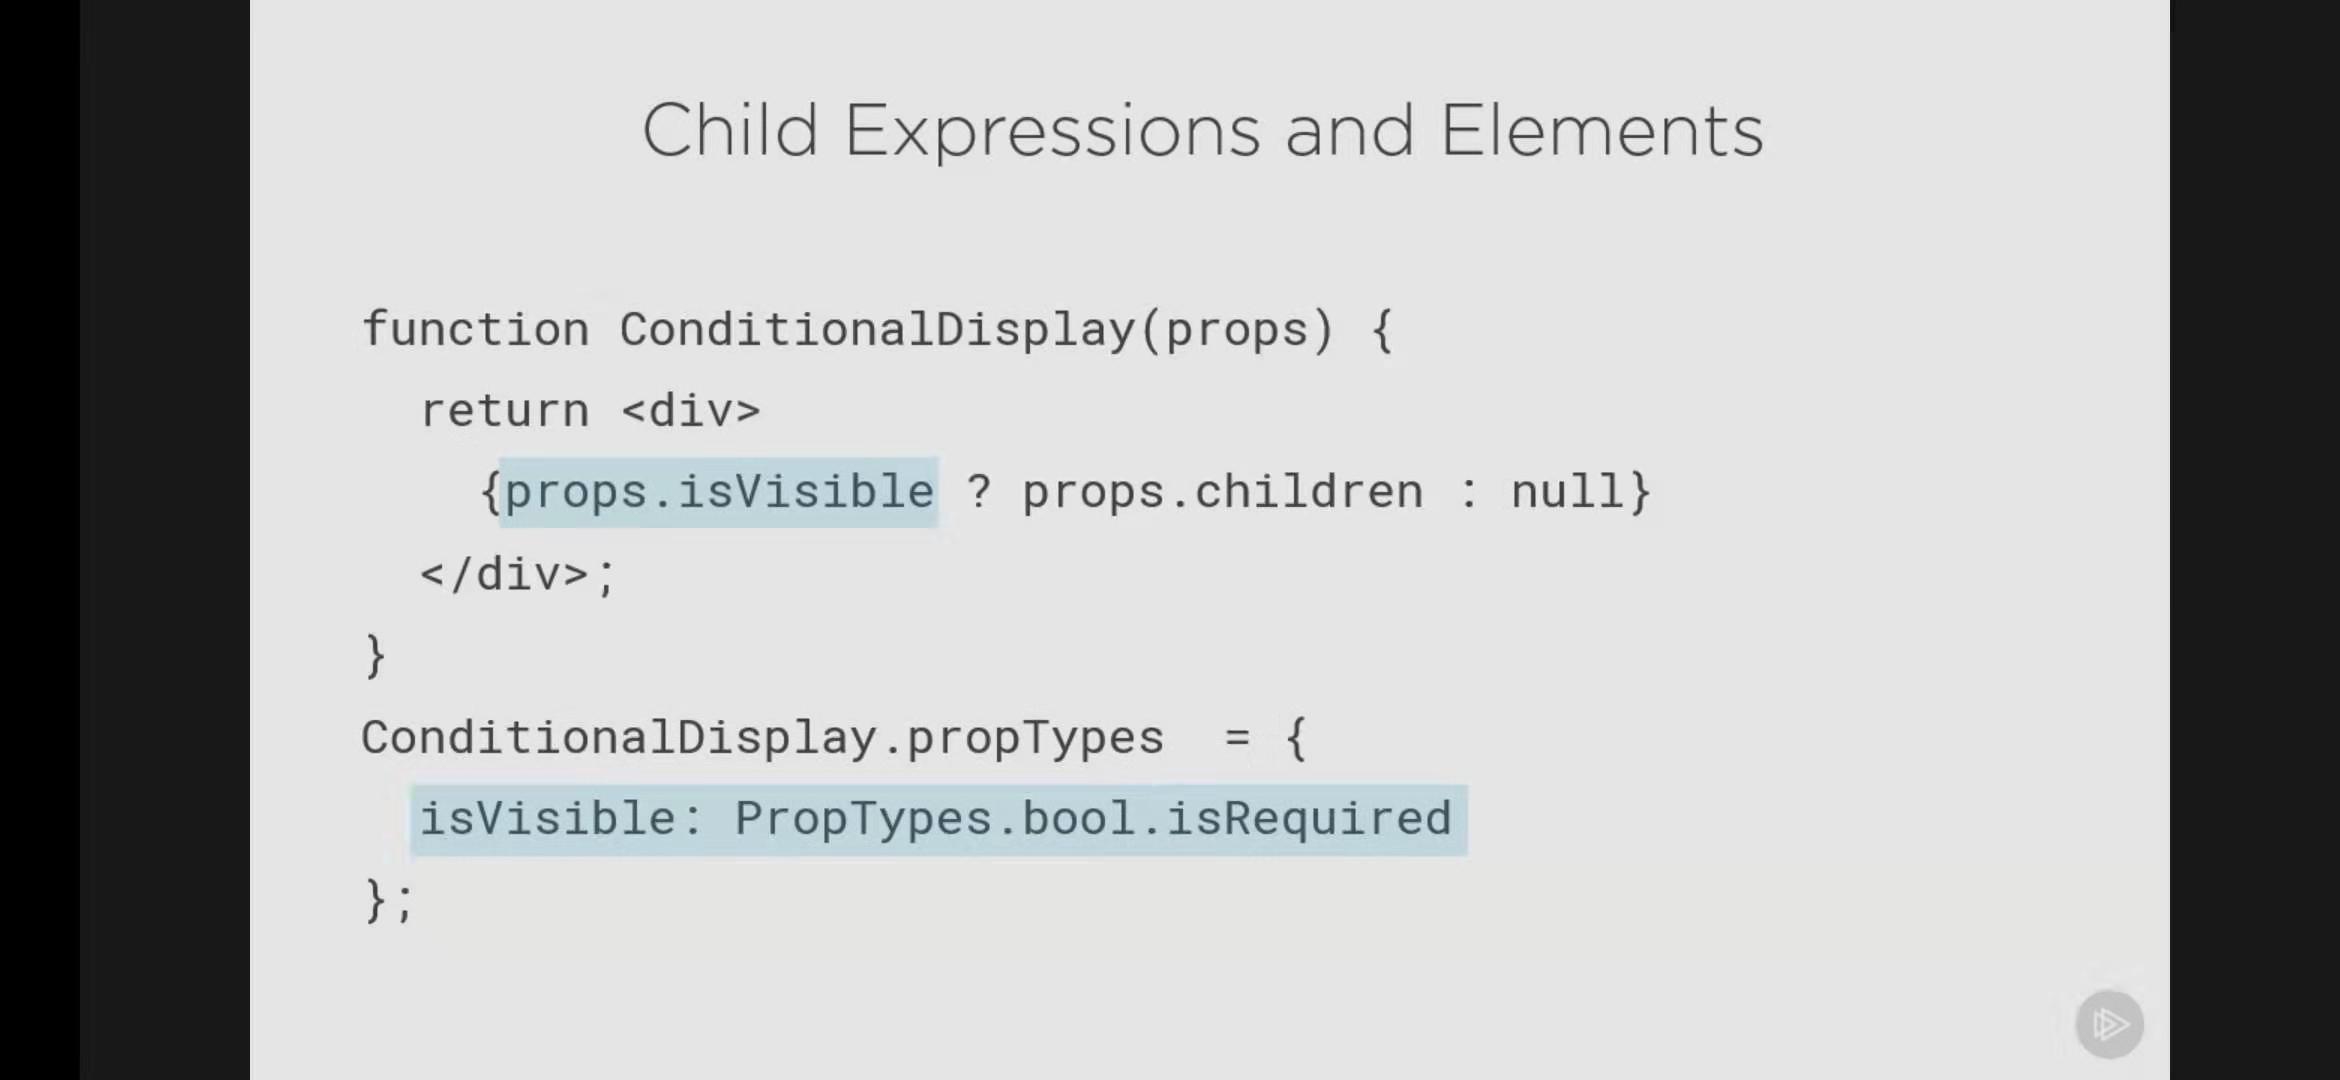 Child Expressions and Elements
function ConditionalDisplay(props) {
return <div>
{props.isVisible ? props.children : null}
</div>;
}
ConditionalDisplay.propTypes  = {
isVisible: PropTypes.bool.isRequired
};